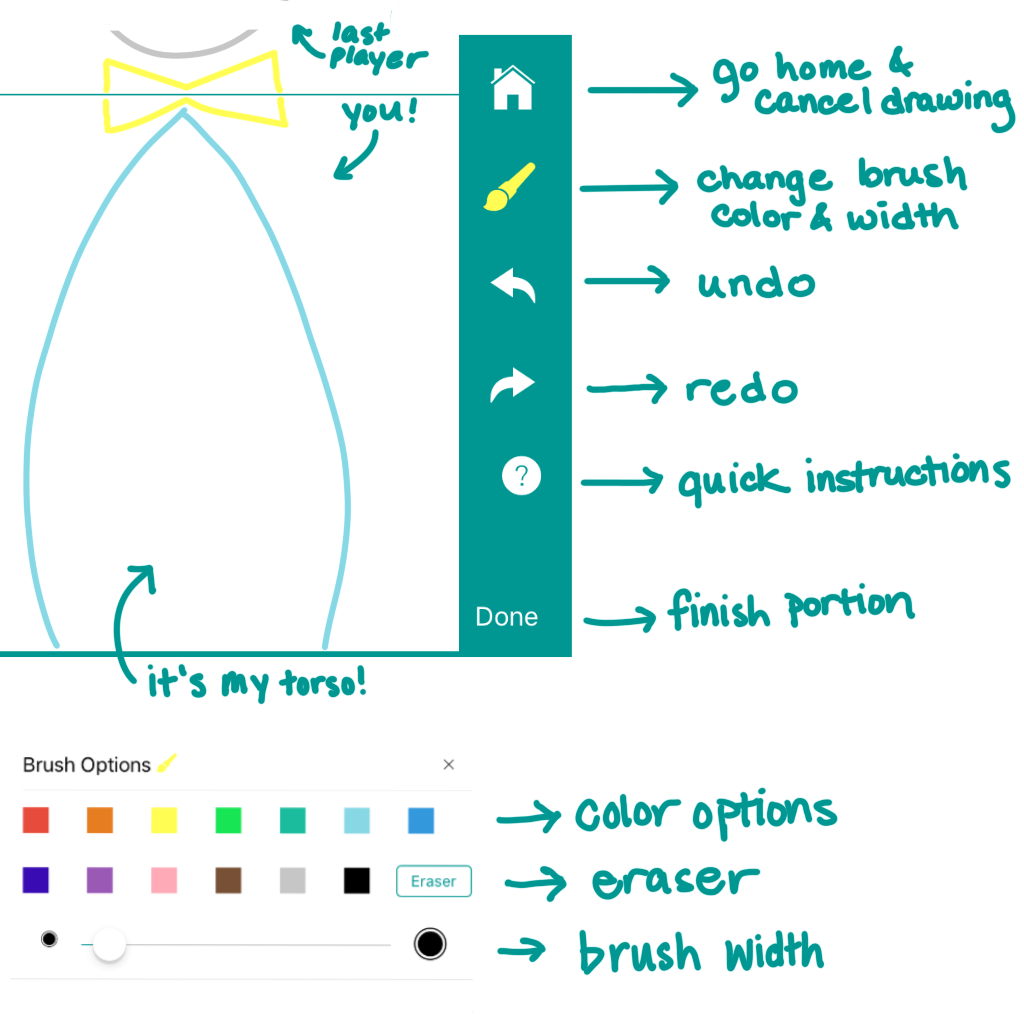 last
player
you!
go home &
cancel drawing
change brush
color & width
undo
redo
?
quick instructions
Done
finish portion
it's my torso!
Brush Options
×
color options
Eraser
eraser
brush width